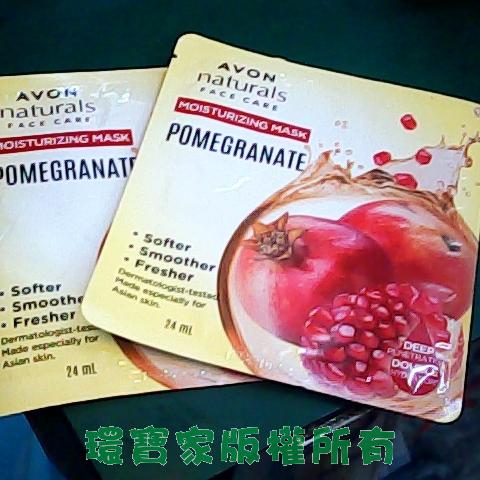 AVON
naturals
FACE CARE
MOISTURIZING MASK
POMEGRANATE
• Softer
• Smoother
• Fresher
Dermatologist-tested
Made especially for
Asian skin.
24 mL
AVON
naturals
FACE CARE
MOISTURIZING MASK
POMEGRANATE
• Softer
• Smoother
• Fresher
Dermatologist-tested
Made especially for
Asian skin.
24 mL
DEEP
環寶家版權所有